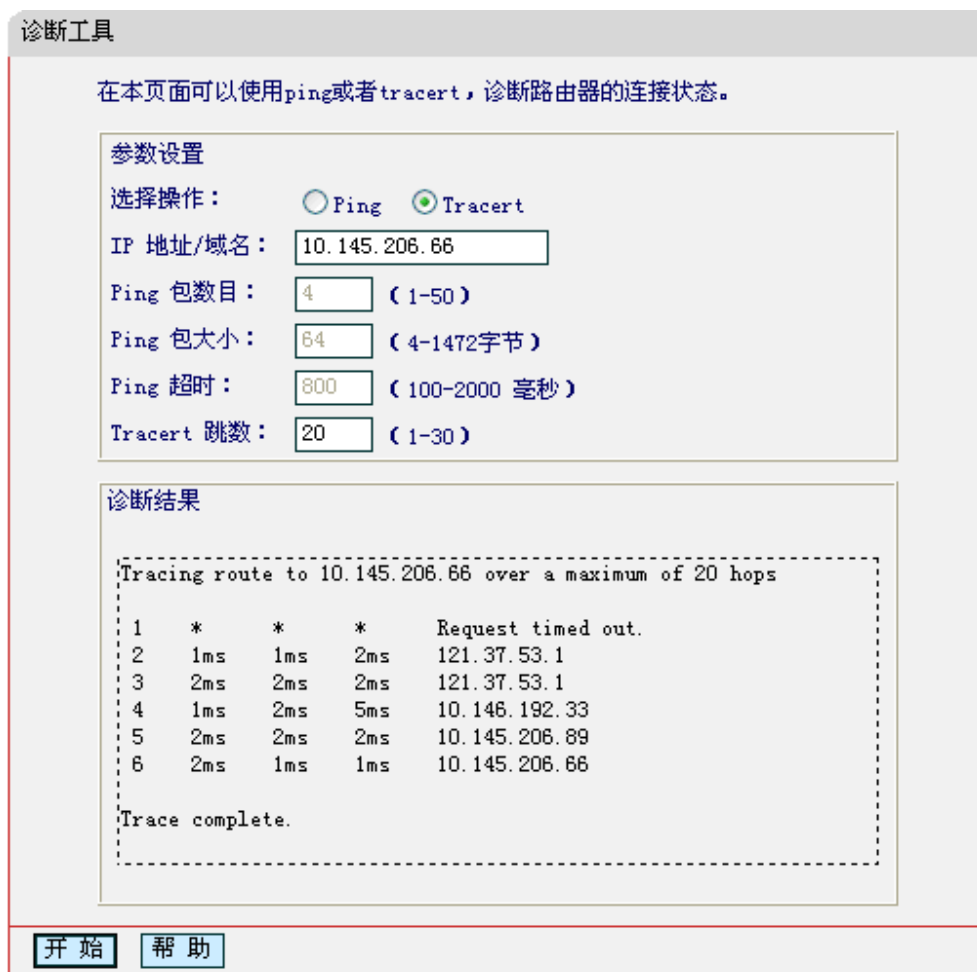 诊断工具
在本页面可以使用ping或者tracert，诊断路由器的连接状态。
参数设置
选择操作： Ping Tracert
IP 地址/域名： 10.145.206.66
Ping 包数目： 4 （1-50）
Ping 包大小： 64 （4-1472字节）
Ping 超时： 800 （100-2000 毫秒）
Tracert 跳数： 20 （1-30）
诊断结果
Tracing route to 10.145.206.66 over a maximum of 20 hops
1 * * * Request timed out.
2 1ms 1ms 2ms 121.37.53.1
3 2ms 2ms 2ms 121.37.53.1
4 1ms 2ms 5ms 10.146.192.33
5 2ms 2ms 2ms 10.145.206.89
6 2ms 1ms 1ms 10.145.206.66
Trace complete.
开 始 帮 助